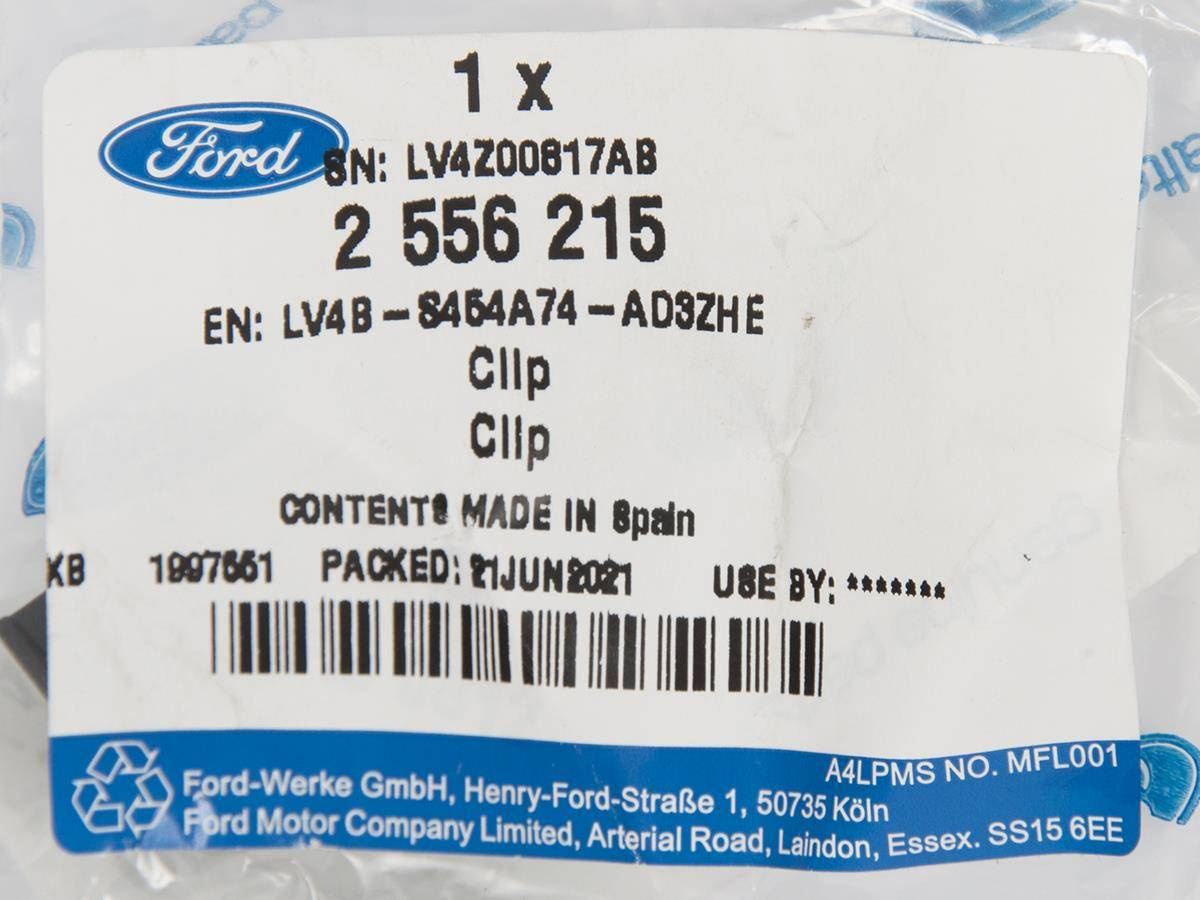 1 x
Ford
SN: LV4Z00817AB
2 556 215
EN: LV4B-S454A74-AD3ZHE
Clip
Clip
CONTENTS MADE IN Spain
KB 1997551 PACKED: 21JUN2021 USE BY: *******
A4LPMS NO. MFL001
Ford-Werke GmbH, Henry-Ford-Straße 1, 50735 Köln
Ford Motor Company Limited, Arterial Road, Laindon, Essex. SS15 6EE